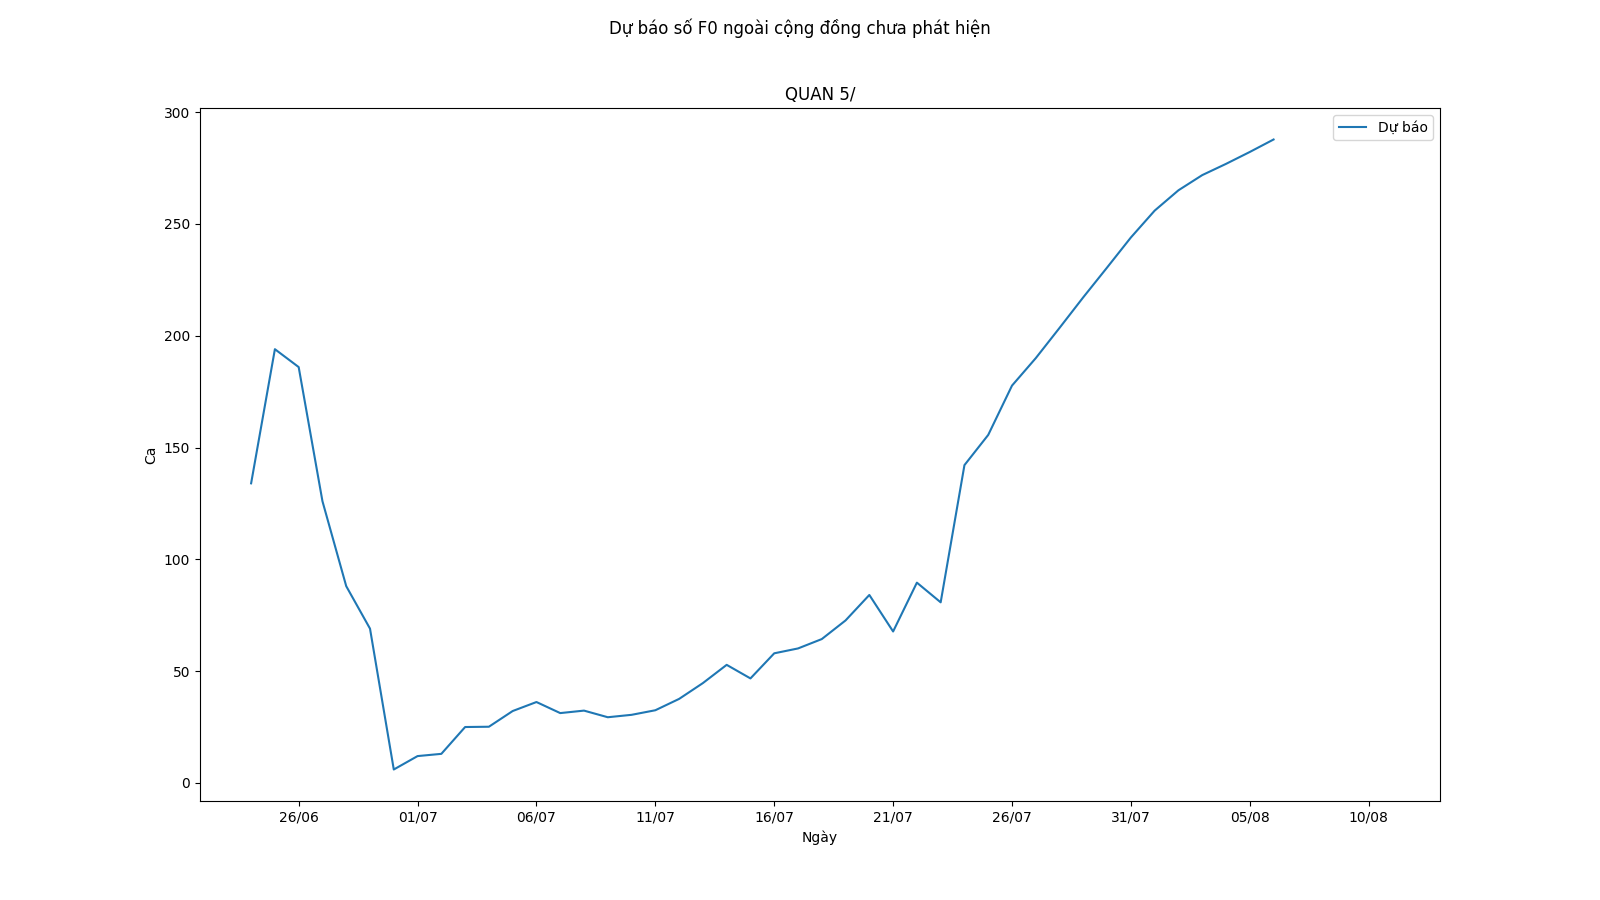 Dự báo số F0 ngoài cộng đồng chưa phát hiện
QUAN 5/
Dự báo
300
250
200
150
100
50
0
Ca
26/06 01/07 06/07 11/07 16/07 21/07 26/07 31/07 05/08 10/08
Ngày